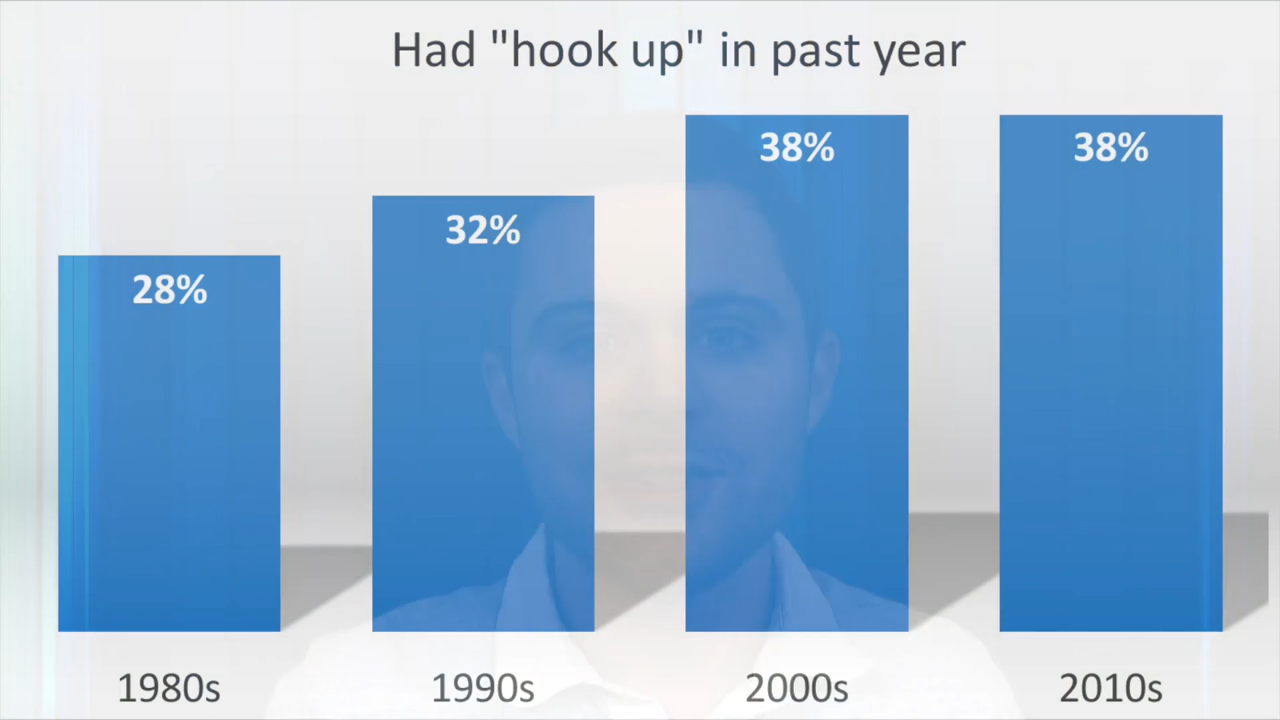 Had "hook up" in past year
38%
38%
32%
28%
1980s
1990s
2000s
2010s